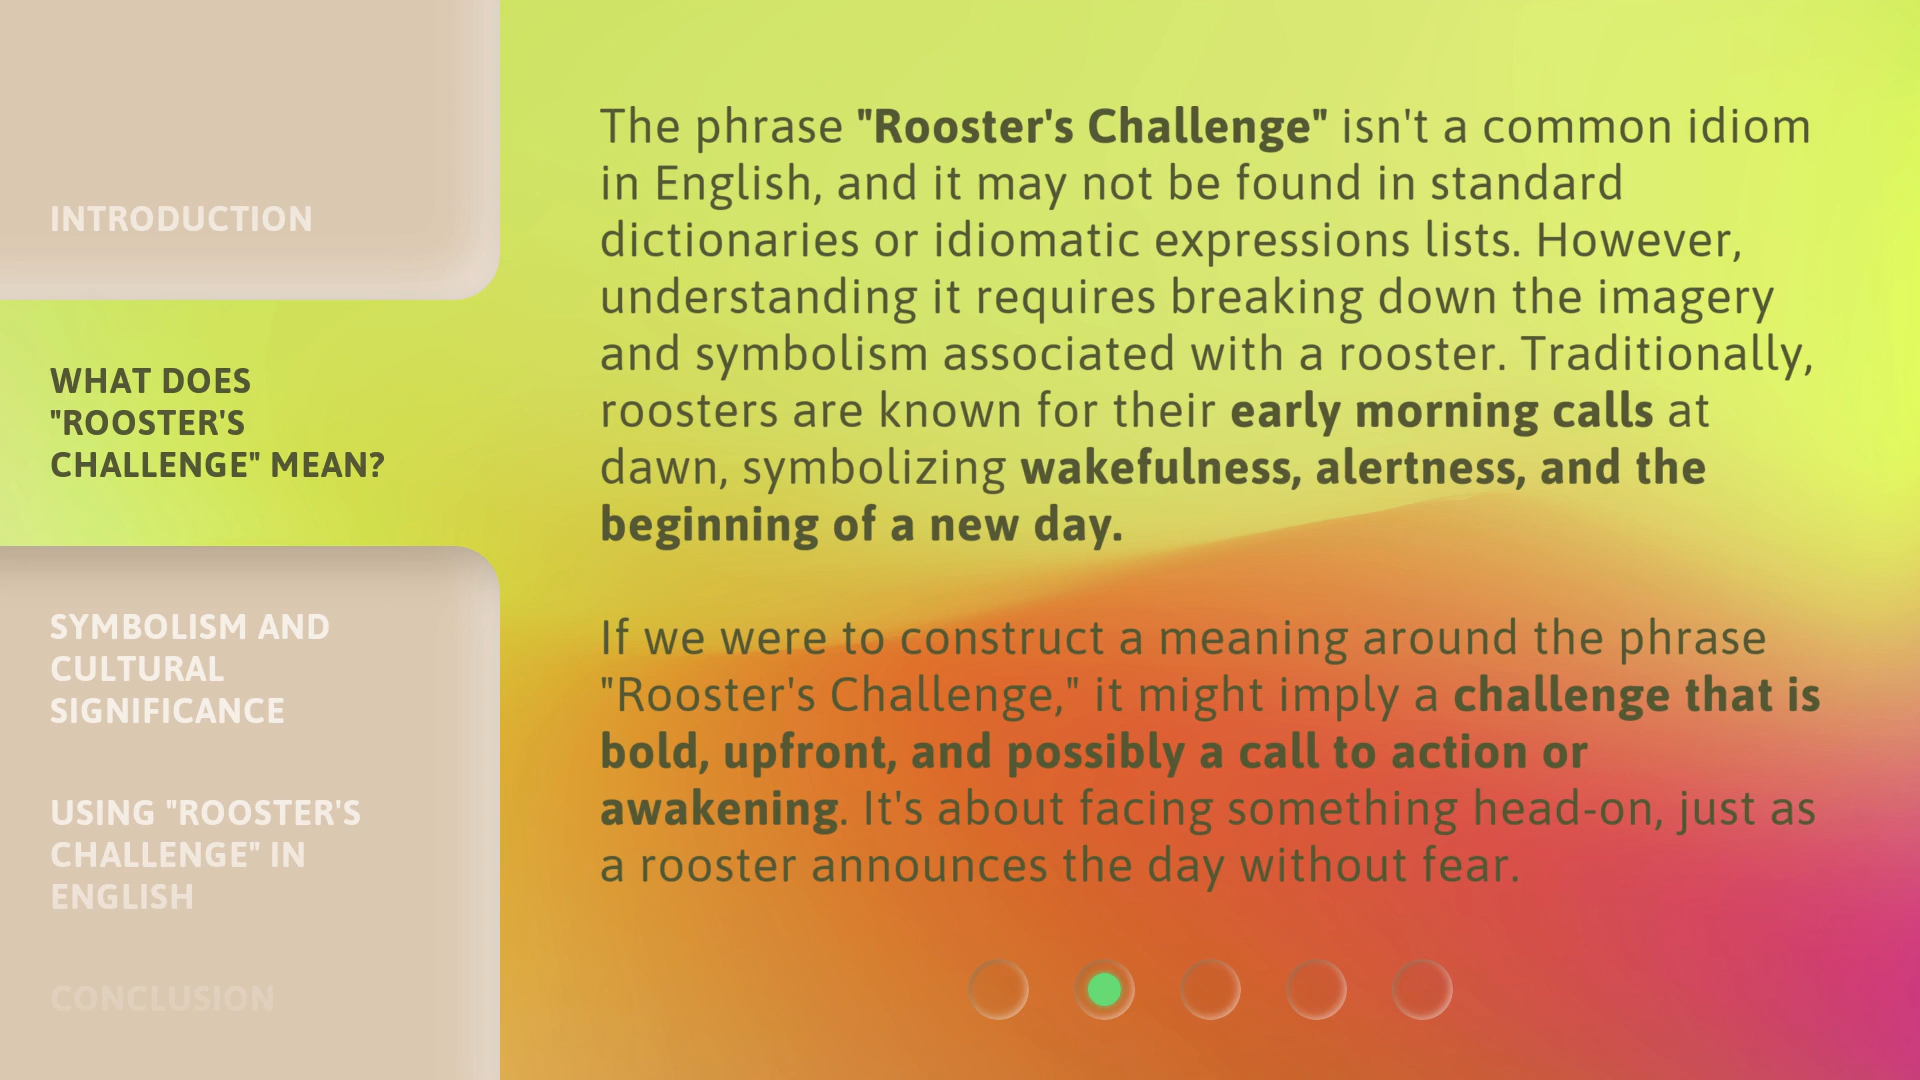 INTRODUCTION
WHAT DOES
"ROOSTER'S
CHALLENGE" MEAN?
SYMBOLISM AND
CULTURAL
SIGNIFICANCE
USING "ROOSTER'S
CHALLENGE" IN
ENGLISH
CONCLUSION
The phrase "Rooster's Challenge" isn't a common idiom
in English, and it may not be found in standard
dictionaries or idiomatic expressions lists. However,
understanding it requires breaking down the imagery
and symbolism associated with a rooster. Traditionally,
roosters are known for their early morning calls at
dawn, symbolizing wakefulness, alertness, and the
beginning of a new day.
If we were to construct a meaning around the phrase
"Rooster's Challenge," it might imply a challenge that is
bold, upfront, and possibly a call to action or
awakening. It's about facing something head-on, just as
a rooster announces the day without fear.